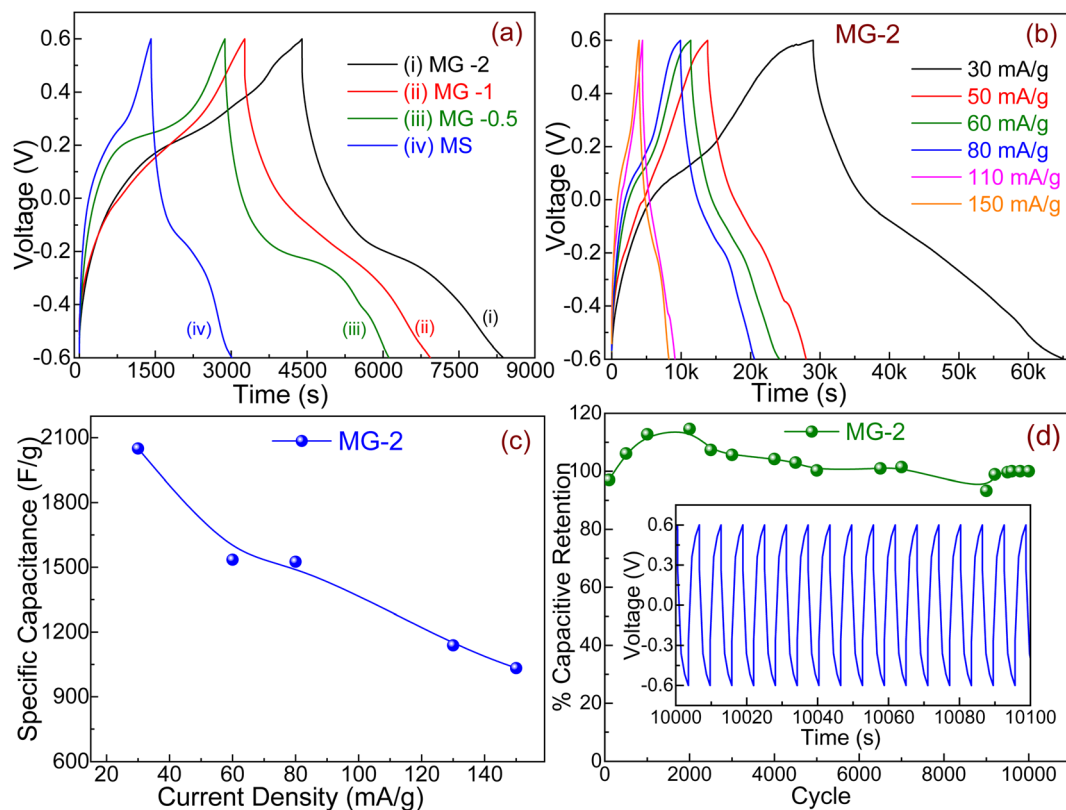 (a)
0.6
0.4
0.2
0.0
-0.2
-0.4
-0.6
Voltage (V)
(i) MG -2
(ii) MG -1
(iii) MG -0.5
(iv) MS
(iv)
(iii)
(ii)
(i)
0 1500 3000 4500 6000 7500 9000
Time (s)
MG-2 (b)
0.6
0.4
0.2
0.0
-0.2
-0.4
-0.6
Voltage (V)
30 mA/g
50 mA/g
60 mA/g
80 mA/g
110 mA/g
150 mA/g
0 10k 20k 30k 40k 50k 60k
Time (s)
(c)
MG-2
2100
1800
1500
1200
900
600
Specific Capacitance (F/g)
20 40 60 80 100 120 140
Current Density (mA/g)
(d)
MG-2
120
100
80
60
40
20
0
% Capacitive Retention
0.6
0.3
0.0
-0.3
-0.6
Voltage (V)
10000 10020 10040 10060 10080 10100
Time (s)
0 2000 4000 6000 8000 10000
Cycle